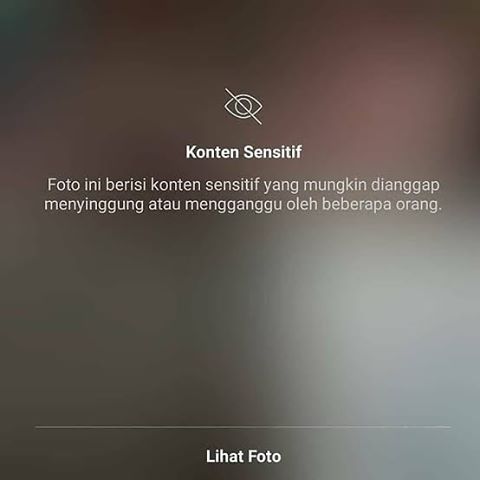 Konten Sensitif
Foto ini berisi konten sensitif yang mungkin dianggap
menyinggung atau mengganggu oleh beberapa orang.
Lihat Foto